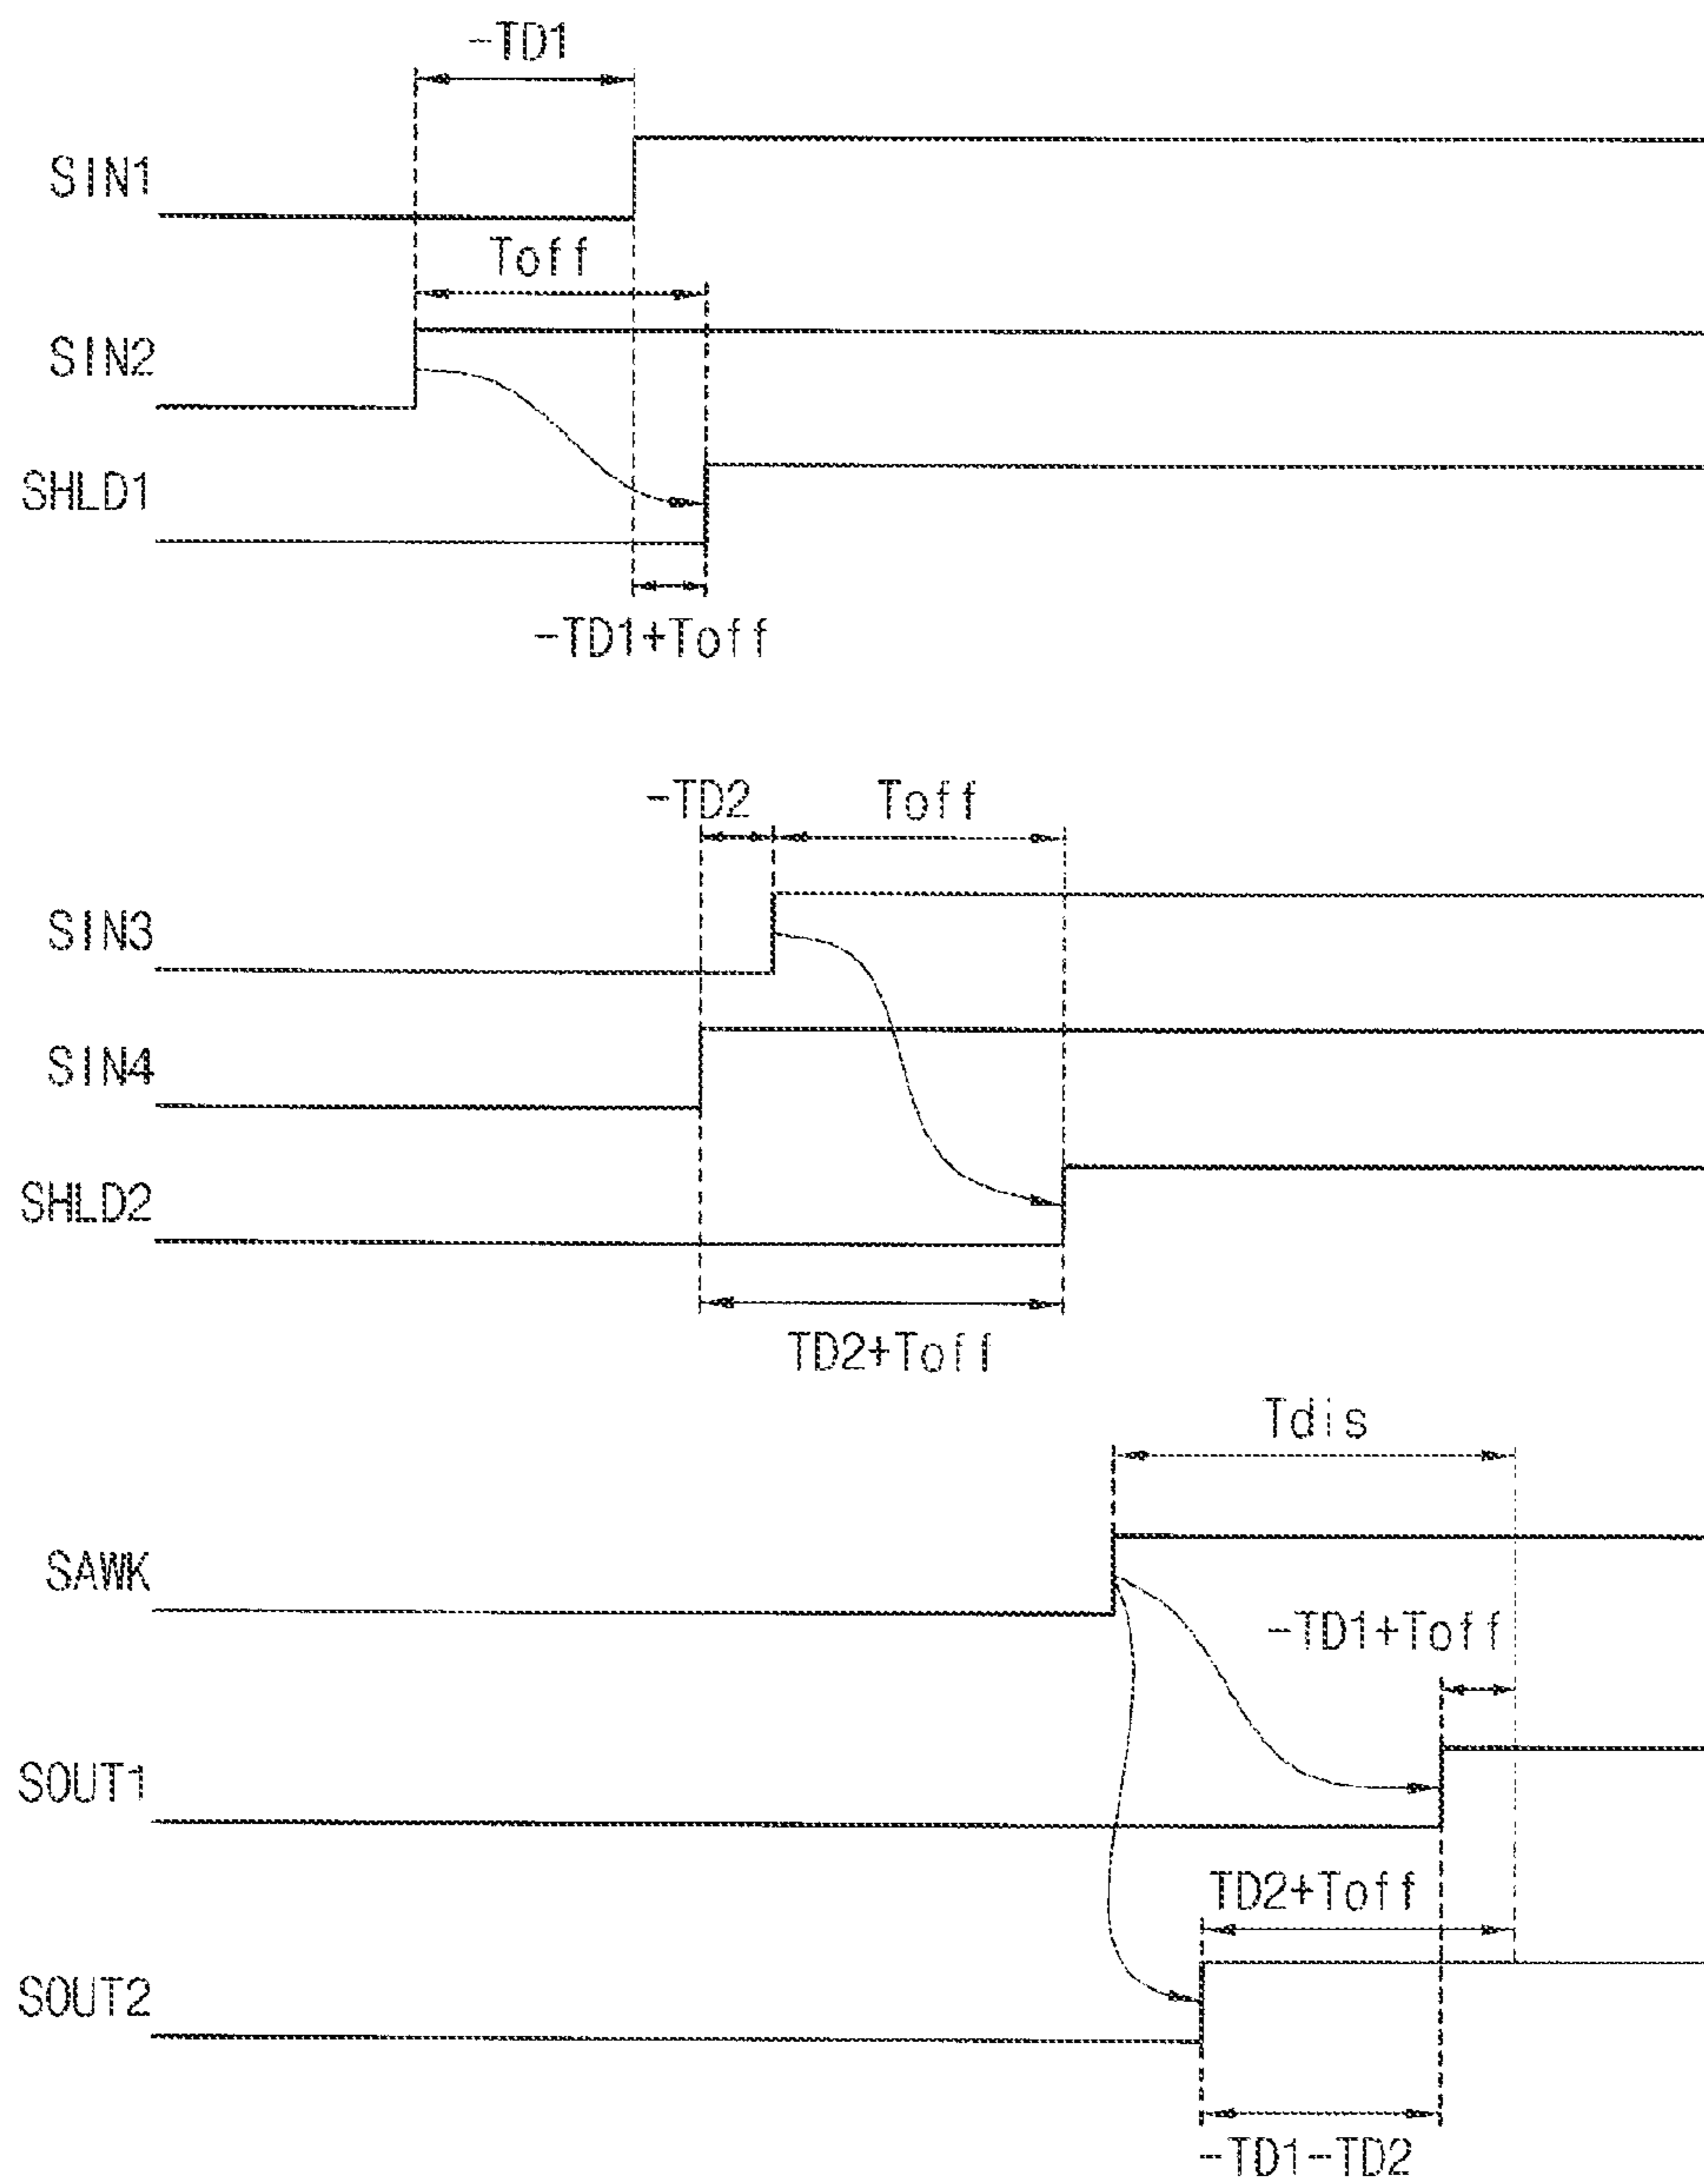 -TD1
SIN1
Toff
SIN2
SHLD1
-TD1+Toff
-TD2 Toff
SIN3
SIN4
SHLD2
TD2+Toff
Tdis
SAWK
-TD1+Toff
SOUT1
TD2+Toff
SOUT2
-TD1-TD2